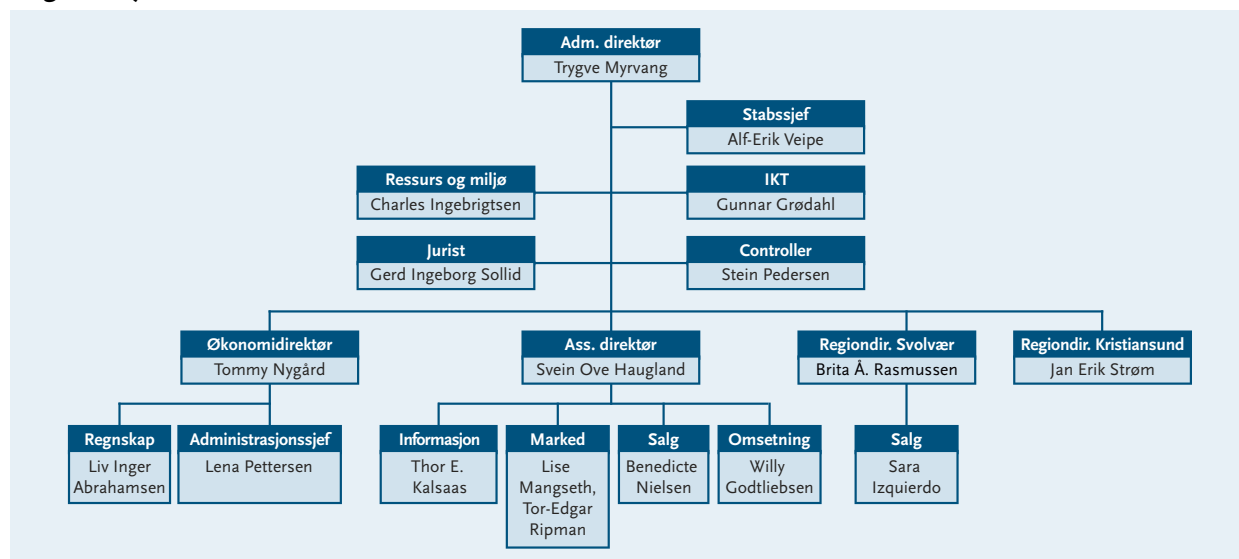 Adm. direktør
Trygve Myrvang
Stabssjef
Alf-Erik Veipe
Ressurs og miljø
Charles Ingebrigtsen
IKT
Gunnar Grødahl
Jurist
Gerd Ingeborg Sollid
Controller
Stein Pedersen
Økonomidirektør
Tommy Nygård
Ass. direktør
Svein Ove Haugland
Regiondir. Svolvær
Brita Å. Rasmussen
Regiondir. Kristiansund
Jan Erik Strøm
Regnskap
Liv Inger
Abrahamsen
Administrasjonssjef
Lena Pettersen
Informasjon
Thor E.
Kalsaas
Marked
Lise
Mangseth,
Tor-Edgar
Ripman
Salg
Benedicte
Nielsen
Omsetning
Willy
Godtliebsen
Salg
Sara
Izquierdo